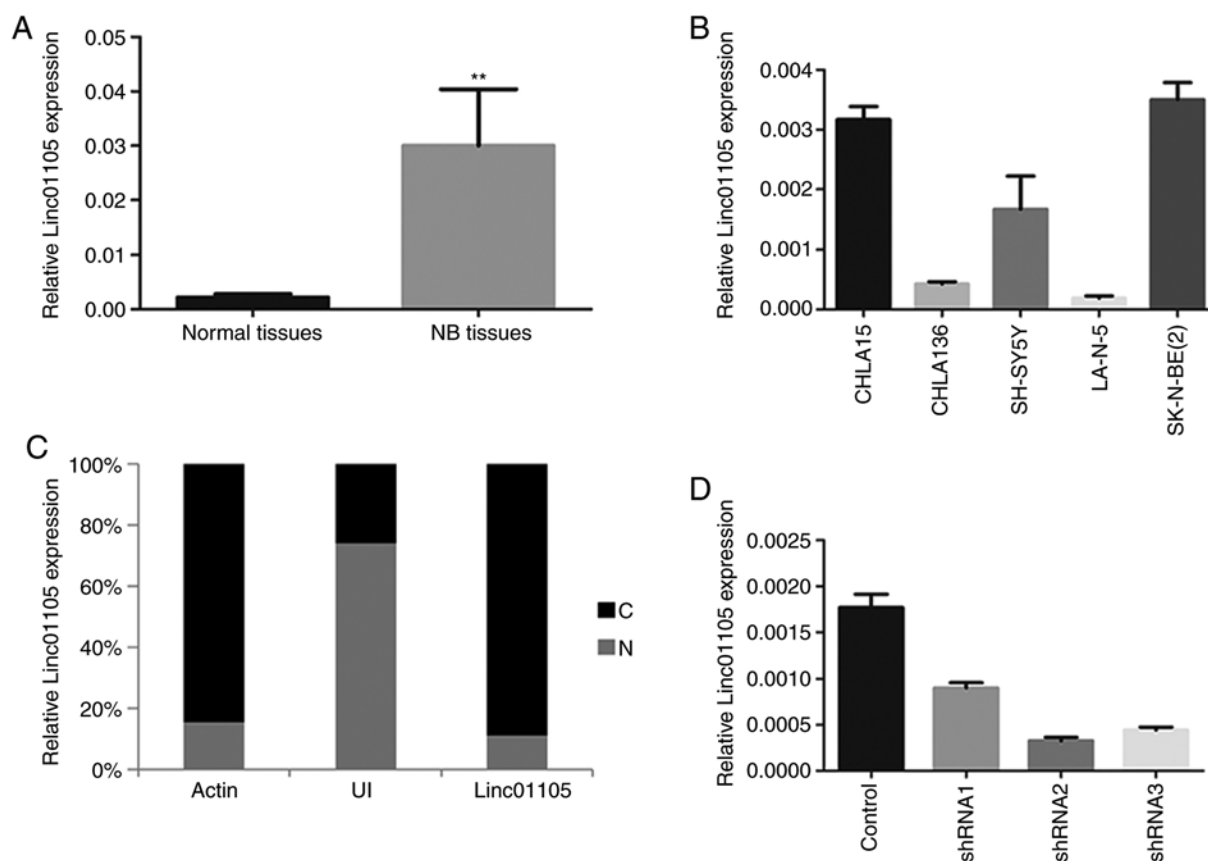 A
Relative Linc01105 expression
0.05
0.04
0.03
0.02
0.01
0.00
**
Normal tissues
NB tissues
B
Relative Linc01105 expression
0.004
0.003
0.002
0.001
0.000
CHLA15
CHLA136
SH-SY5Y
LA-N-5
SK-N-BE(2)
C
Relative Linc01105 expression
100%
80%
60%
40%
20%
0%
Actin
UI
Linc01105
C
N
D
Relative Linc01105 expression
0.0025
0.0020
0.0015
0.0010
0.0005
0.0000
Control
shRNA1
shRNA2
shRNA3